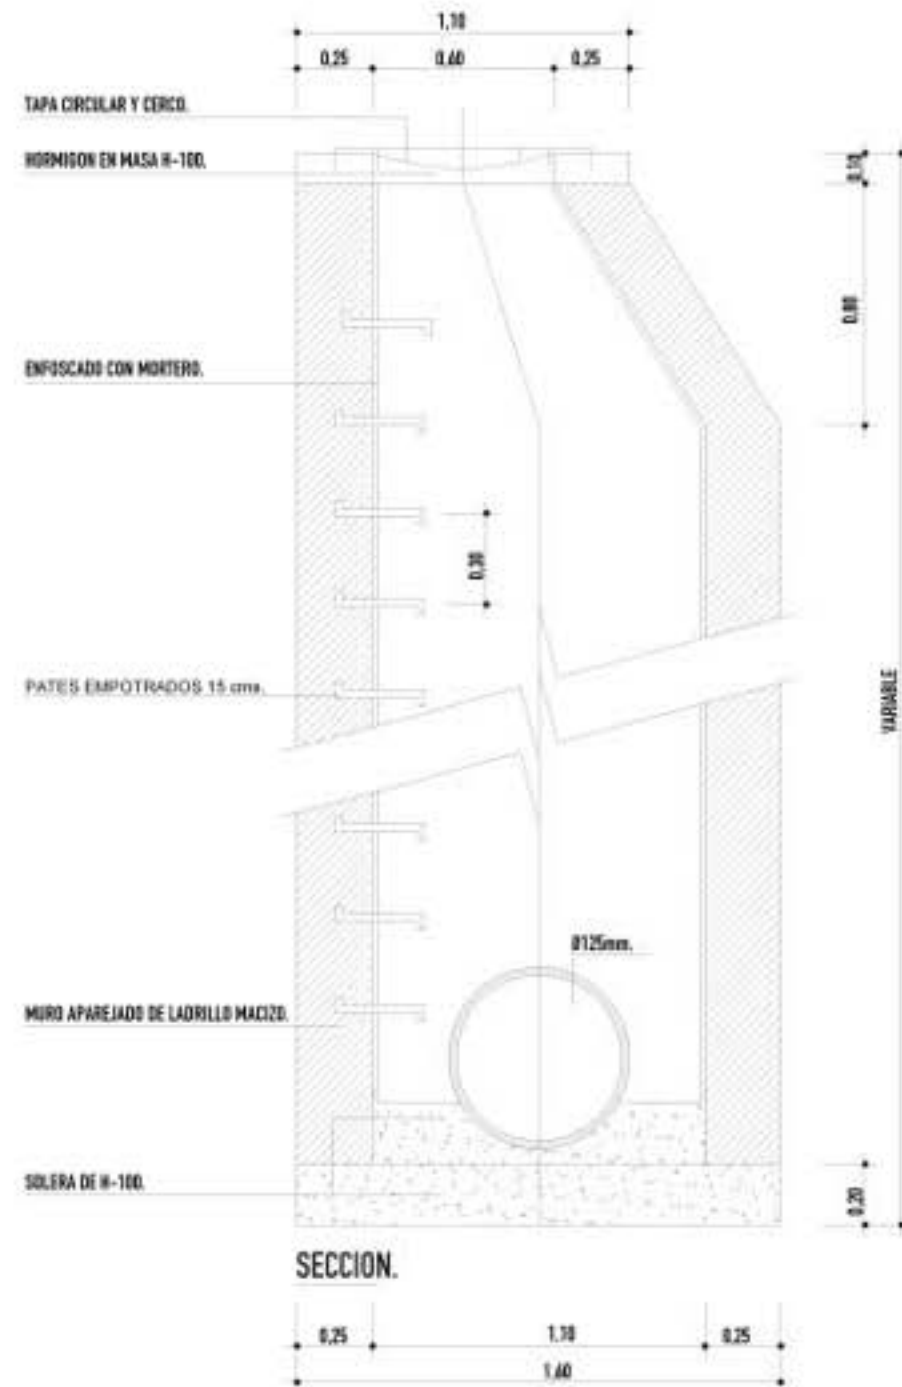 1,10
0,25 0,60 0,25
TAPA CIRCULAR Y CERCO.
HORMIGON EN MASA H-100.
0,10
0,80
ENFOSCADO CON MORTERO.
0,30
PATES EMPOTRADOS 15 cms.
VARIABLE
Ø125mm.
MURO APAREJADO DE LADRILLO MACIZO.
SOLERA DE H-100.
0,20
SECCION.
0,25 1,10 0,25
1,60